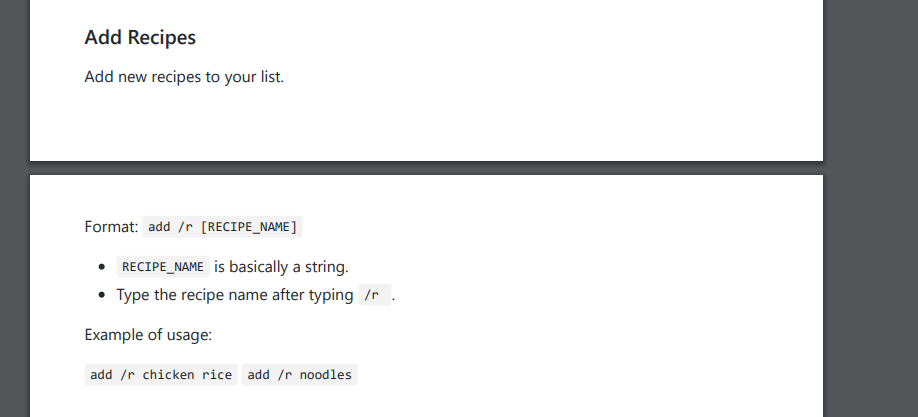 Add Recipes
Add new recipes to your list.
Format: add /r [RECIPE_NAME]
RECIPE_NAME is basically a string.
Type the recipe name after typing /r .
Example of usage:
add /r chicken rice add /r noodles